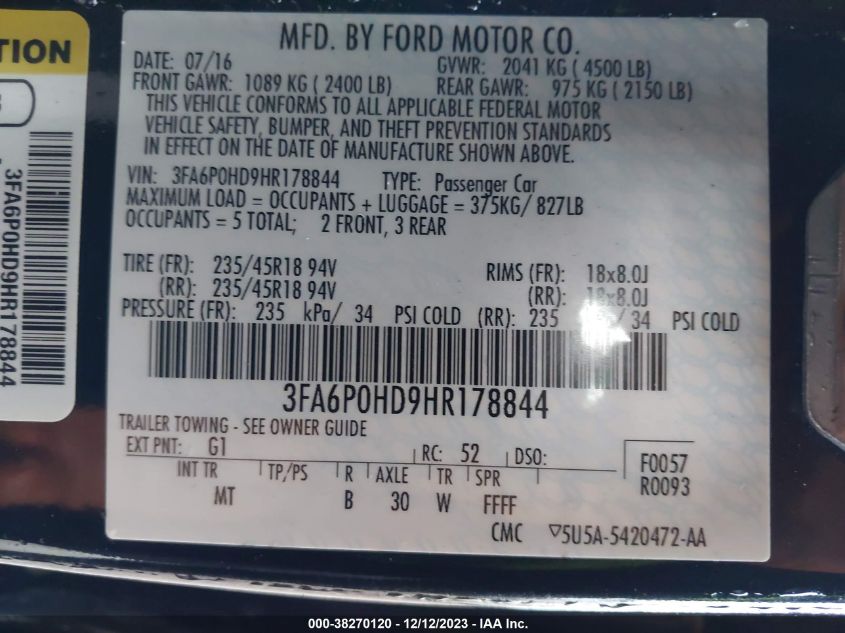 MFD. BY FORD MOTOR CO.
DATE: 07/16 GVWR: 2041 KG ( 4500 LB)
FRONT GAWR: 1089 KG ( 2400 LB) REAR GAWR: 975 KG ( 2150 LB)
THIS VEHICLE CONFORMS TO ALL APPLICABLE FEDERAL MOTOR
VEHICLE SAFETY, BUMPER, AND THEFT PREVENTION STANDARDS
IN EFFECT ON THE DATE OF MANUFACTURE SHOWN ABOVE.
VIN: 3FA6P0HD9HR178844 TYPE: Passenger Car
MAXIMUM LOAD = OCCUPANTS + LUGGAGE = 375KG/ 827LB
OCCUPANTS = 5 TOTAL; 2 FRONT, 3 REAR
TIRE (FR): 235/45R18 94V RIMS (FR): 18x8.0J
(RR): 235/45R18 94V (RR): 18x8.0J
PRESSURE (FR): 235 kPa/ 34 PSI COLD (RR): 235 / 34 PSI COLD
3FA6P0HD9HR178844
TRAILER TOWING - SEE OWNER GUIDE
EXT PNT: G1 RC: 52 DSO:
INT TR TP/PS R AXLE TR SPR
MT B 30 W FFFF
F0057
R0093
CMC ▽5U5A-5420472-AA
TION
3FA6P0HD9HR178844
000-38270120 - 12/12/2023 - IAA Inc.